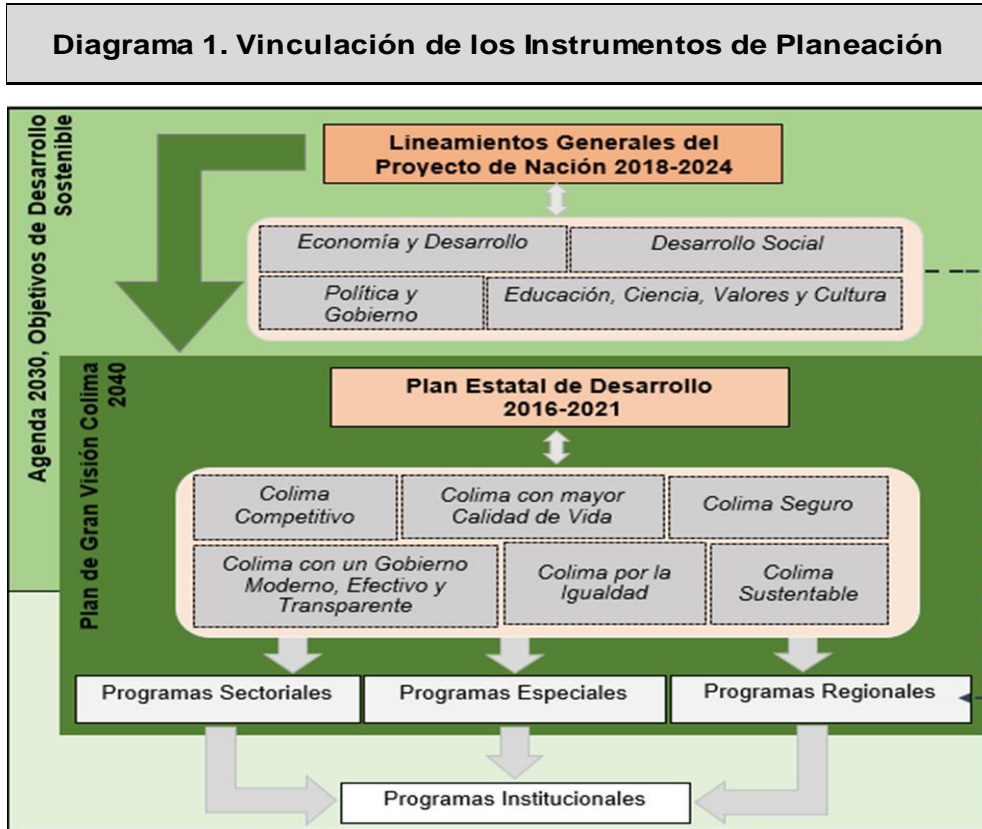 Diagrama 1. Vinculación de los Instrumentos de Planeación
Agenda 2030, Objetivos de Desarrollo
Sostenible
Lineamientos Generales del
Proyecto de Nación 2018-2024
Economía y Desarrollo
Desarrollo Social
Política y
Gobierno
Educación, Ciencia, Valores y Cultura
Plan de Gran Visión Colima
2040
Plan Estatal de Desarrollo
2016-2021
Colima
Competitivo
Colima con mayor
Calidad de Vida
Colima Seguro
Colima con un Gobierno
Moderno, Efectivo y
Transparente
Colima por la
Igualdad
Colima
Sustentable
Programas Sectoriales
Programas Especiales
Programas Regionales
Programas Institucionales